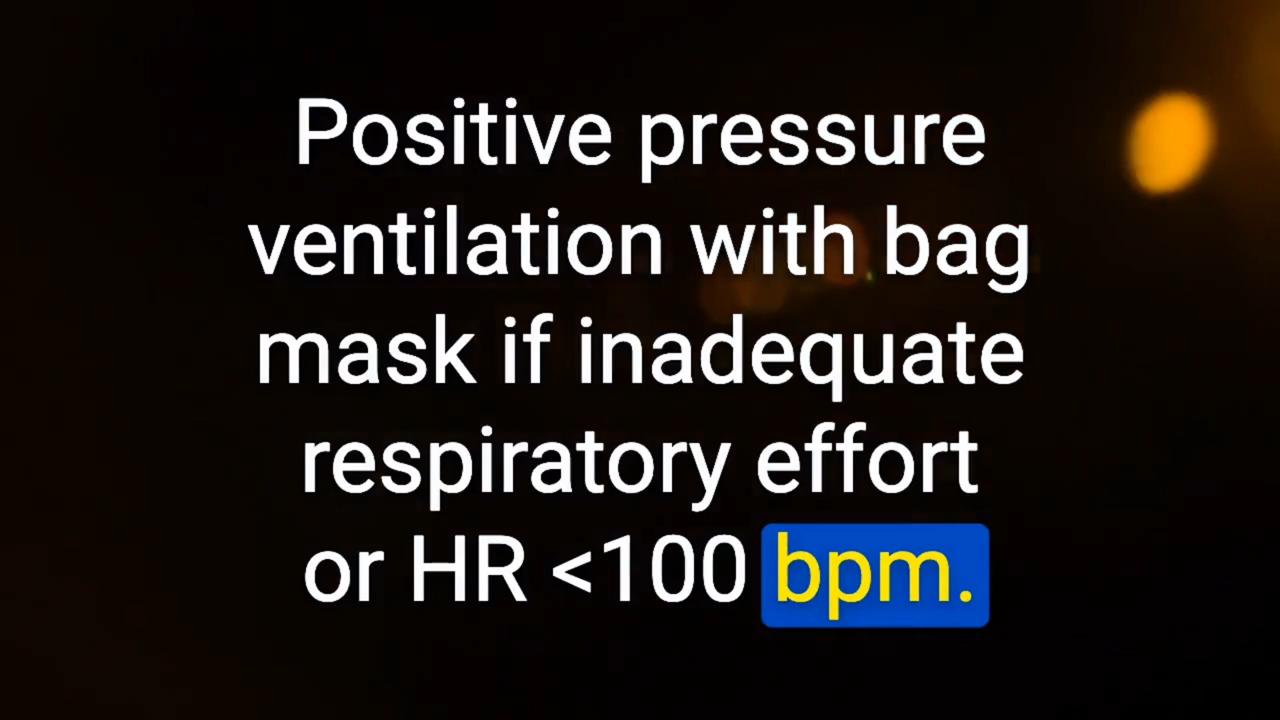 Positive pressure
ventilation with bag
mask if inadequate
respiratory effort
or HR <100 bpm.